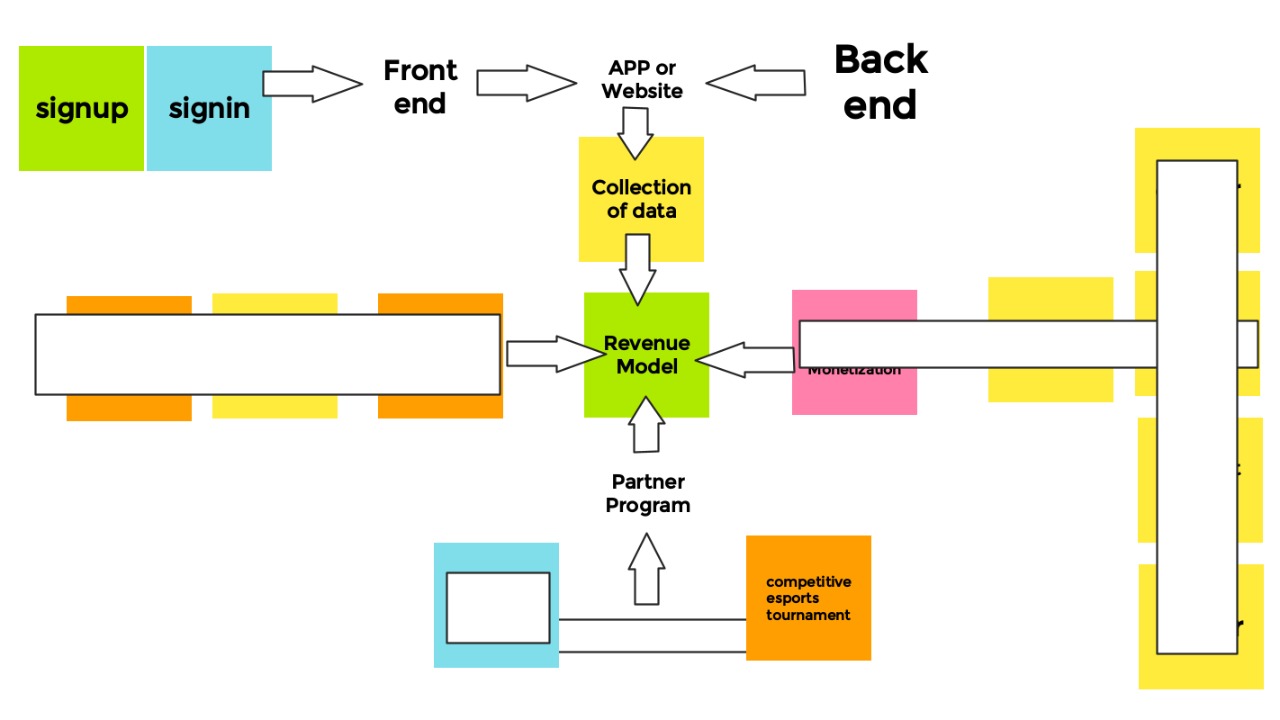 signup
signin
Front
end
APP or
Website
Back
end
Collection
of data
Revenue
Model
Monetization
Partner
Program
competitive
esports
tournament